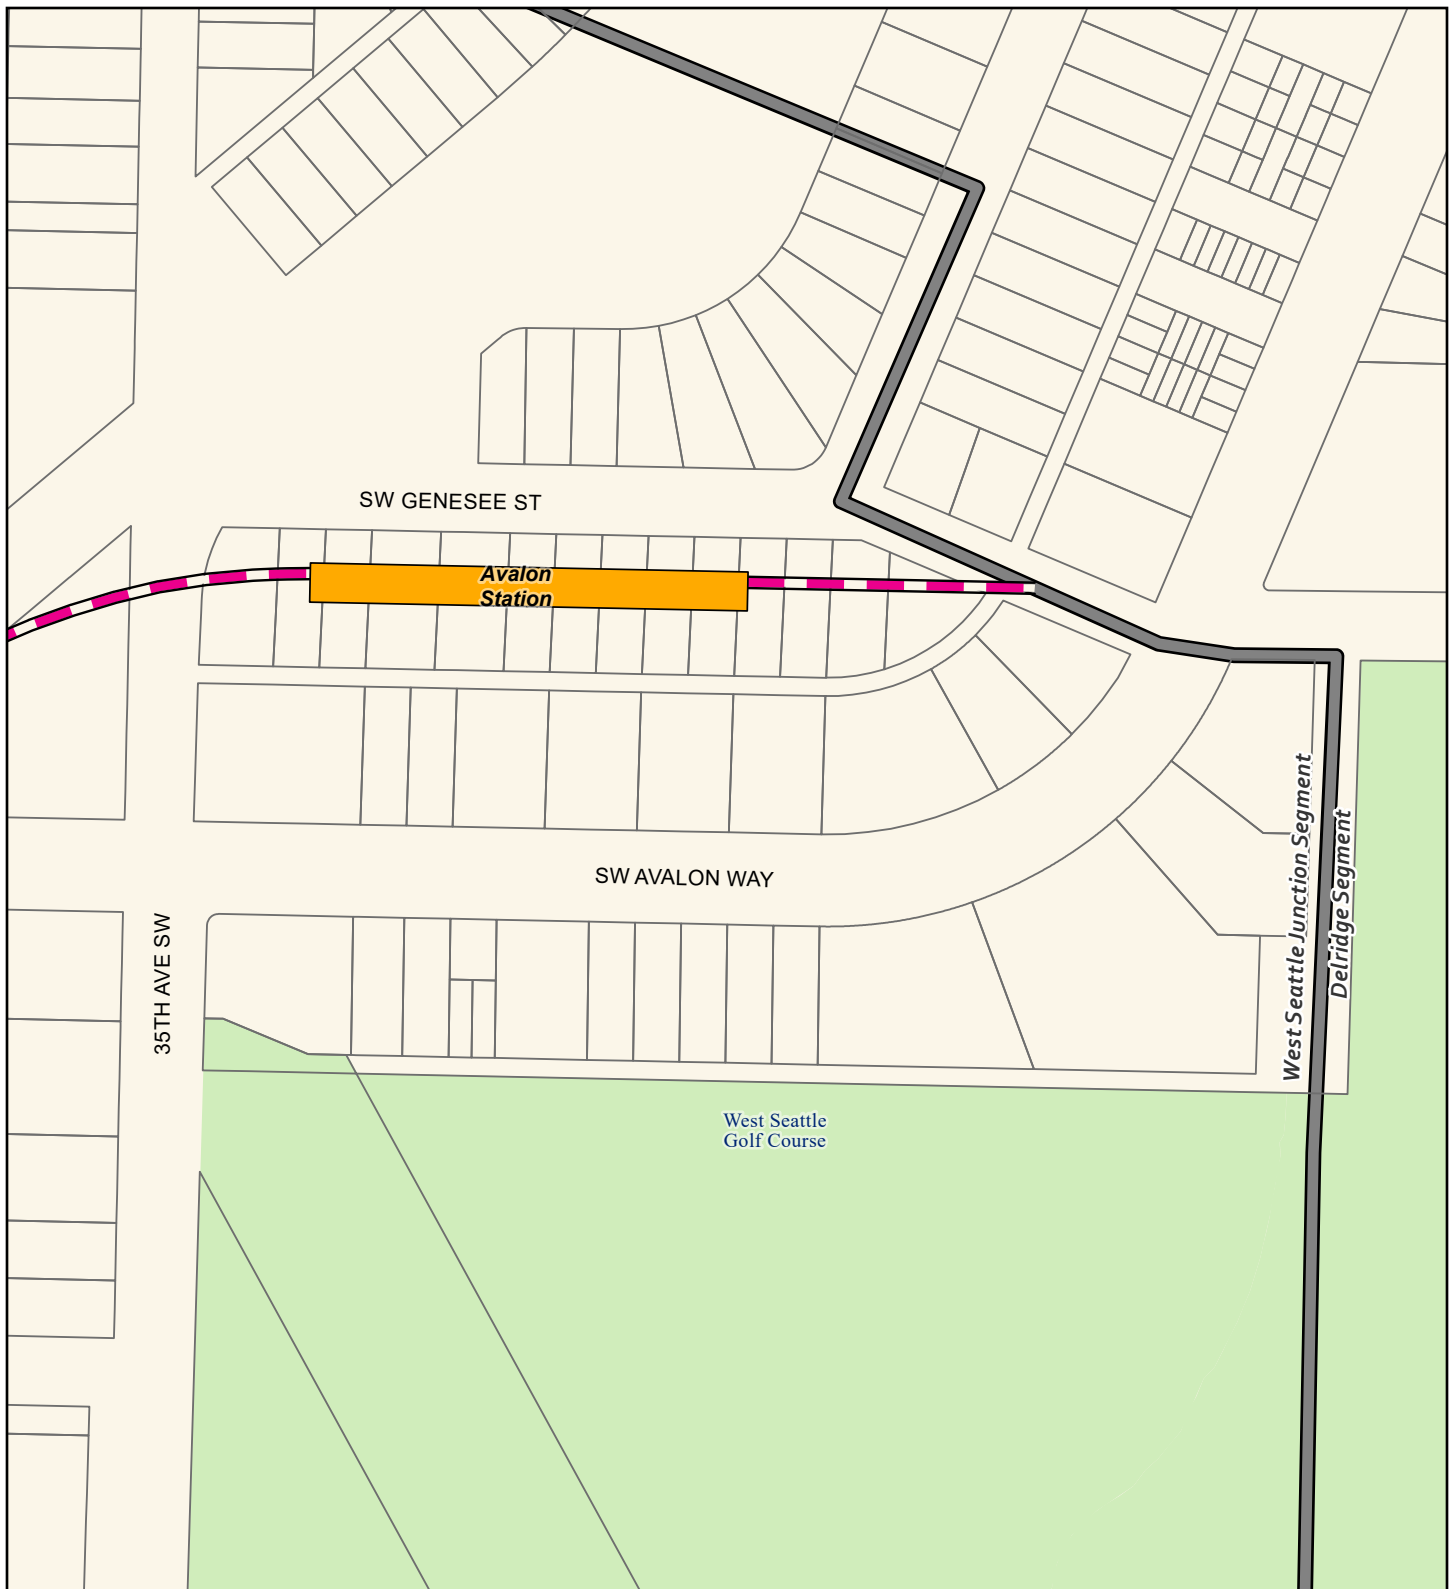 SW GENESEE ST
Avalon
Station
West Seattle Junction Segment
Delridge Segment
SW AVALON WAY
35TH AVE SW
West Seattle
Golf Course